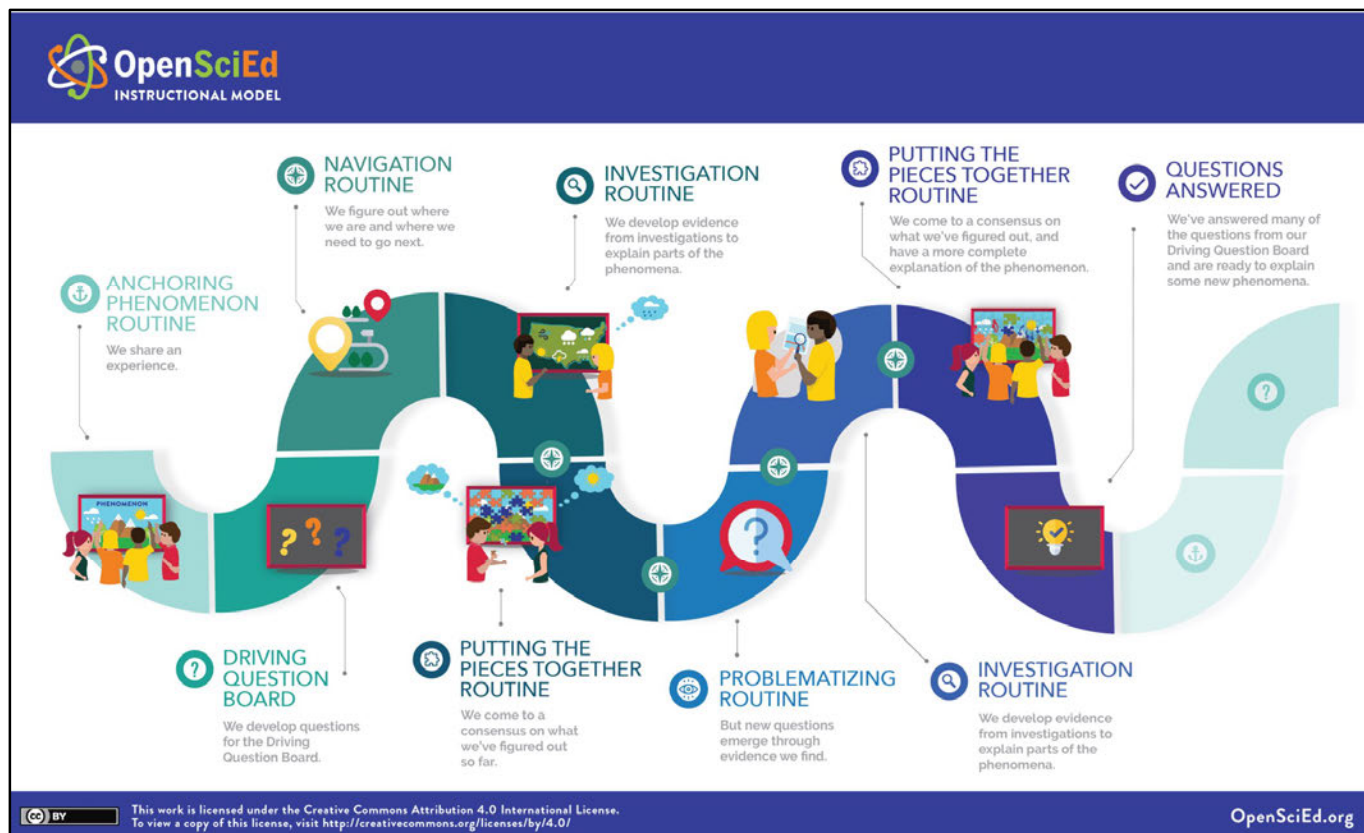 OpenSciEd
INSTRUCTIONAL MODEL
NAVIGATION
ROUTINE
We figure out where
we are and where we
need to go next.
INVESTIGATION
ROUTINE
We develop evidence
from investigations to
explain parts of the
phenomena.
PUTTING THE
PIECES TOGETHER
ROUTINE
We come to a consensus on
what we've figured out, and
have a more complete
explanation of the phenomenon.
QUESTIONS
ANSWERED
We've answered many of
the questions from our
Driving Question Board
and are ready to explain
some new phenomena.
ANCHORING
PHENOMENON
ROUTINE
We share an
experience.
PHENOMENON
? ? ?
?
?
DRIVING
QUESTION
BOARD
We develop questions
for the Driving
Question Board.
PUTTING THE
PIECES TOGETHER
ROUTINE
We come to a
consensus on what
we've figured out
so far.
PROBLEMATIZING
ROUTINE
But new questions
emerge through
evidence we find.
INVESTIGATION
ROUTINE
We develop evidence
from investigations to
explain parts of the
phenomena.
?
cc BY
This work is licensed under the Creative Commons Attribution 4.0 International License.
To view a copy of this license, visit http://creativecommons.org/licenses/by/4.0/
OpenSciEd.org